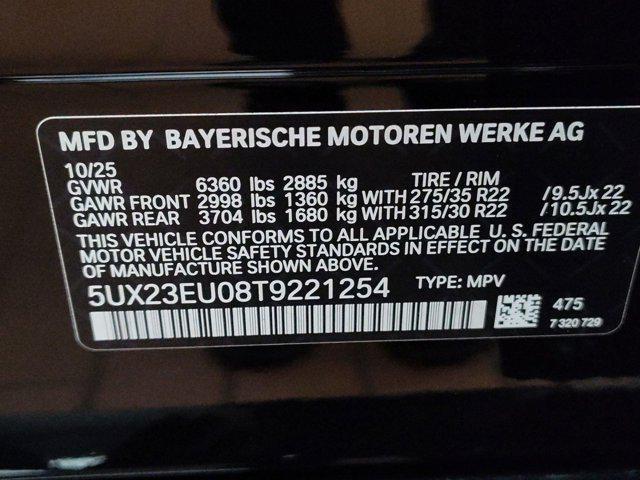 MFD BY BAYERISCHE MOTOREN WERKE AG
10/25
GVWR 6360 lbs 2885 kg TIRE / RIM
GAWR FRONT 2998 lbs 1360 kg WITH 275/35 R22 /9.5Jx22
GAWR REAR 3704 lbs 1680 kg WITH 315/30 R22 /10.5Jx22
THIS VEHICLE CONFORMS TO ALL APPLICABLE U. S. FEDERAL
MOTOR VEHICLE SAFETY STANDARDS IN EFFECT ON THE DATE
OF MANUFACTURE SHOWN ABOVE.
5UX23EU08T9221254 TYPE: MPV
475
7 320 729